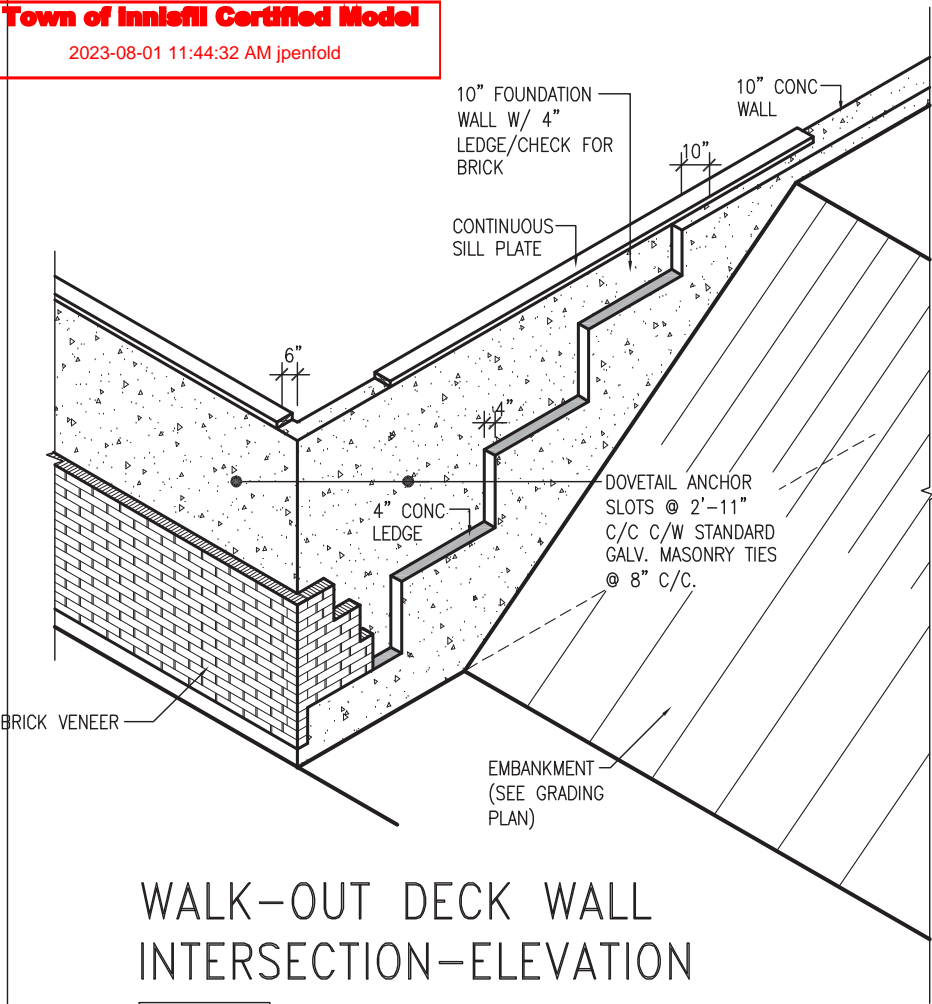 Town of Innisfil Certified Model
2023-08-01 11:44:32 AM jpenfold
10" FOUNDATION
WALL W/ 4"
LEDGE/CHECK FOR
BRICK
10" CONC
WALL
10"
CONTINUOUS
SILL PLATE
6"
4"
4" CONC
LEDGE
DOVETAIL ANCHOR
SLOTS @ 2'-11"
C/C C/W STANDARD
GALV. MASONRY TIES
@ 8" C/C.
BRICK VENEER
EMBANKMENT
(SEE GRADING
PLAN)
WALK-OUT DECK WALL
INTERSECTION-ELEVATION